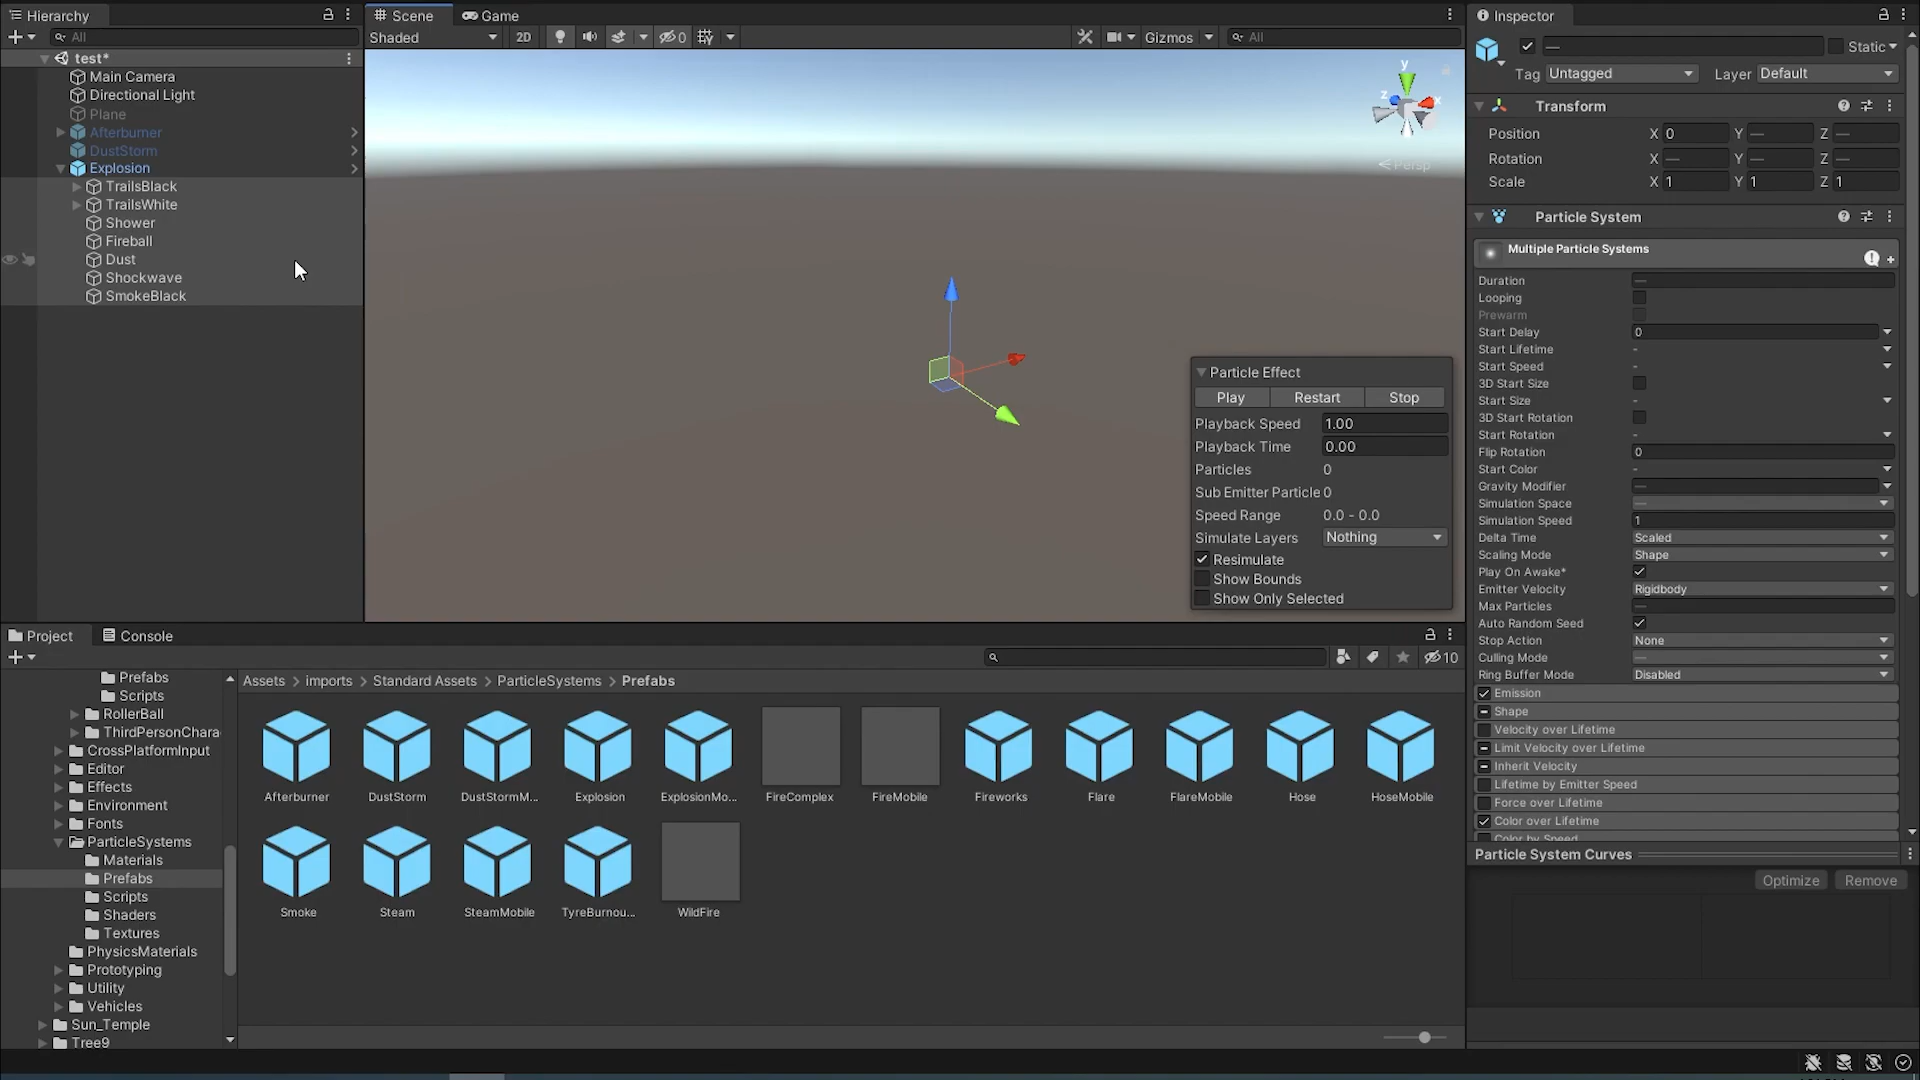 Hierarchy
Scene
Game
Inspector
All
Shaded
2D
0
Gizmos
All
—
Static
test*
Tag Untagged
Layer Default
Main Camera
Directional Light
Plane
Afterburner
DustStorm
Explosion
TrailsBlack
TrailsWhite
Shower
Fireball
Dust
Shockwave
SmokeBlack
y
z
x
Persp
Transform
Position X 0 Y — Z —
Rotation X — Y — Z —
Scale X 1 Y 1 Z 1
Particle System
Multiple Particle Systems
Duration —
Looping
Prewarm
Start Delay 0
Start Lifetime -
Start Speed -
3D Start Size
Start Size -
3D Start Rotation
Start Rotation -
Flip Rotation 0
Start Color -
Gravity Modifier —
Simulation Space —
Simulation Speed 1
Delta Time Scaled
Scaling Mode Shape
Play On Awake*
Emitter Velocity Rigidbody
Max Particles —
Auto Random Seed
Stop Action None
Culling Mode —
Ring Buffer Mode Disabled
Emission
Shape
Velocity over Lifetime
Limit Velocity over Lifetime
Inherit Velocity
Lifetime by Emitter Speed
Force over Lifetime
Color over Lifetime
Color by Speed
Particle System Curves
Optimize
Remove
Particle Effect
Play Restart Stop
Playback Speed 1.00
Playback Time 0.00
Particles 0
Sub Emitter Particle 0
Speed Range 0.0 - 0.0
Simulate Layers Nothing
Resimulate
Show Bounds
Show Only Selected
Project
Console
10
Prefabs
Scripts
RollerBall
ThirdPersonChara
CrossPlatformInput
Editor
Effects
Environment
Fonts
ParticleSystems
Materials
Prefabs
Scripts
Shaders
Textures
PhysicsMaterials
Prototyping
Utility
Vehicles
Sun_Temple
Tree9
Assets > imports > Standard Assets > ParticleSystems > Prefabs
Afterburner
DustStorm
DustStormM...
Explosion
ExplosionMo...
FireComplex
FireMobile
Fireworks
Flare
FlareMobile
Hose
HoseMobile
Smoke
Steam
SteamMobile
TyreBurnou...
WildFire